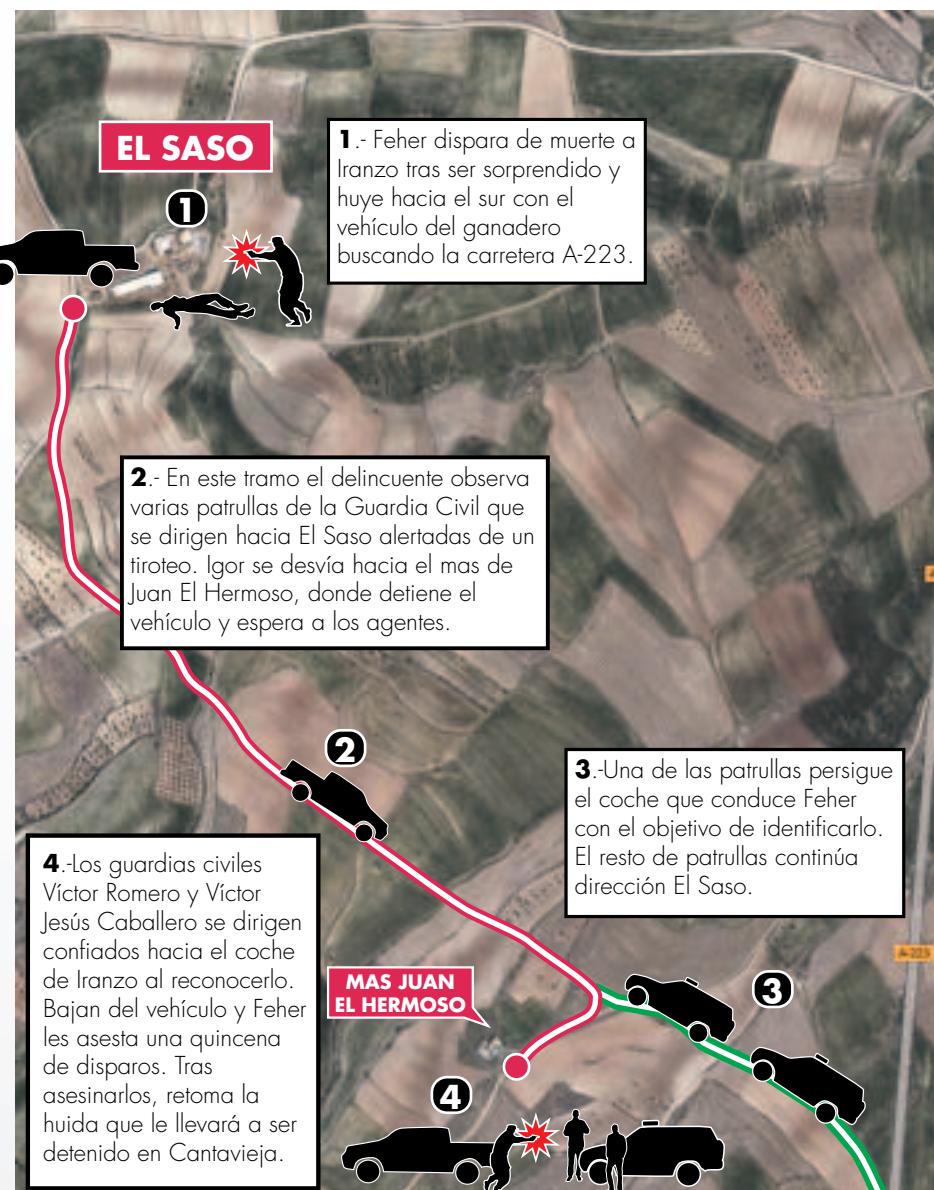 EL SASO
1
1.- Feher dispara de muerte a
Iranzo tras ser sorprendido y
huye hacia el sur con el
vehículo del ganadero
buscando la carretera A-223.
2.- En este tramo el delincuente observa
varias patrullas de la Guardia Civil que
se dirigen hacia El Saso alertadas de un
tiroteo. Igor se desvía hacia el mas de
Juan El Hermoso, donde detiene el
vehículo y espera a los agentes.
2
3.-Una de las patrullas persigue
el coche que conduce Feher
con el objetivo de identificarlo.
El resto de patrullas continúa
dirección El Saso.
4.-Los guardias civiles
Víctor Romero y Víctor
Jesús Caballero se dirigen
confiados hacia el coche
de Iranzo al reconocerlo.
Bajan del vehículo y Feher
les asesta una quincena
de disparos. Tras
asesinarlos, retoma la
huida que le llevará a ser
detenido en Cantavieja.
A-223
MAS JUAN
EL HERMOSO
3
4